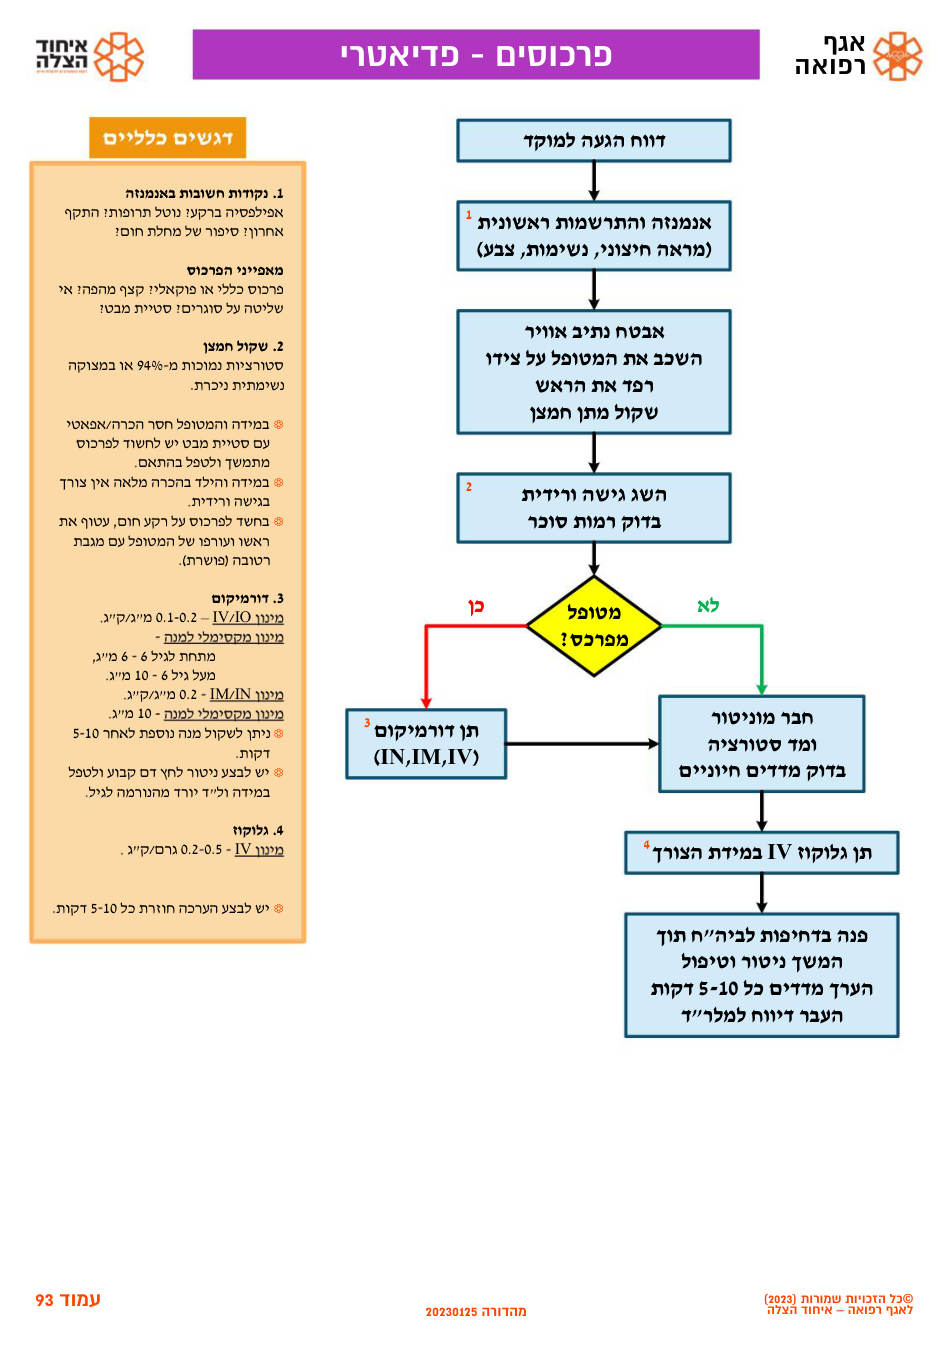 אגף
רפואה
פרכוסים - פדיאטרי
איחוד
הצלה
דווח הגעה למוקד
1
אנמנזה והתרשמות ראשונית
(מראה חיצוני, נשימות, צבע)
אבטח נתיב אוויר
השכב את המטופל על צידו
רפד את הראש
שקול מתן חמצן
2
השג גישה ורידית
בדוק רמות סוכר
מטופל
מפרכס?
לא
כן
3
תן דורמיקום
(IN,IM,IV)
חבר מוניטור
ומד סטורציה
בדוק מדדים חיוניים
4
תן גלוקוז IV במידת הצורך
פנה בדחיפות לביה״ח תוך
המשך ניטור וטיפול
הערך מדדים כל 5-10 דקות
העבר דיווח למלר״ד
דגשים כלליים
1. נקודות חשובות באנמנזה
אפילפסיה ברקע? נוטל תרופות? התקף
אחרון? סיפור של מחלת חום?
מאפייני הפרכוס
פרכוס כללי או פוקאלי? קצף מהפה? אי
שליטה על סוגרים? סטיית מבט?
2. שקול חמצן
סטורציות נמוכות מ-94% או במצוקה
נשימתית ניכרת.
במידה והמטופל חסר הכרה/אפאטי
עם סטיית מבט יש לחשוד לפרכוס
מתמשך ולטפל בהתאם.
במידה והילד בהכרה מלאה אין צורך
בגישה ורידית.
בחשד לפרכוס על רקע חום, עטוף את
ראשו ועורפו של המטופל עם מגבת
רטובה (פושרת).
3. דורמיקום
מינון IV/IO – 0.1-0.2 מ״ג/ק״ג.
מינון מקסימלי למנה -
מתחת לגיל 6 - 6 מ״ג,
מעל גיל 6 - 10 מ״ג.
מינון IM/IN - 0.2 מ״ג/ק״ג.
מינון מקסימלי למנה - 10 מ״ג.
ניתן לשקול מנה נוספת לאחר 5-10
דקות.
יש לבצע ניטור לחץ דם קבוע ולטפל
במידה ול״ד יורד מהנורמה לגיל.
4. גלוקוז
מינון IV - 0.2-0.5 גרם/ק״ג .
יש לבצע הערכה חוזרת כל 5-10 דקות.
©כל הזכויות שמורות (2023)
לאגף רפואה – איחוד הצלה
מהדורה 20230125
עמוד 93